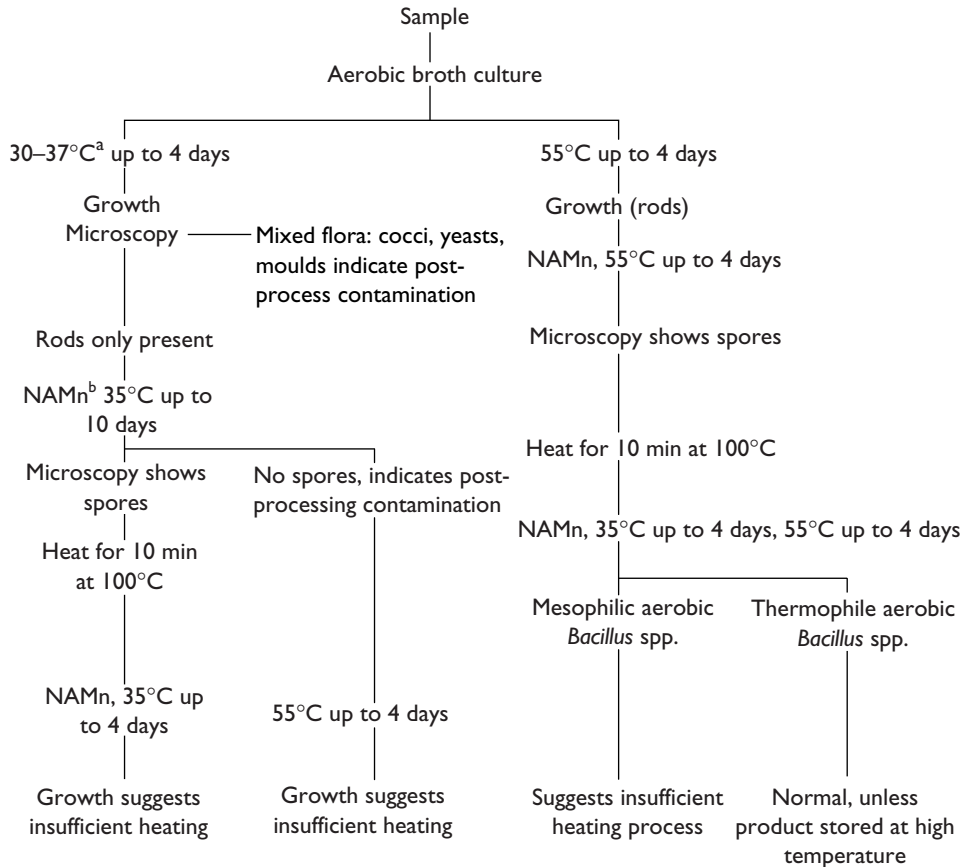 Sample
Aerobic broth culture
30–37°Cᵃ up to 4 days
55°C up to 4 days
Growth
Microscopy
Mixed flora: cocci, yeasts,
moulds indicate post-
process contamination
Growth (rods)
NAMn, 55°C up to 4 days
Rods only present
Microscopy shows spores
NAMnᵇ 35°C up to
10 days
Microscopy shows
spores
No spores, indicates post-
processing contamination
Heat for 10 min at 100°C
Heat for 10 min
at 100°C
NAMn, 35°C up to 4 days, 55°C up to 4 days
Mesophilic aerobic
Bacillus spp.
Thermophile aerobic
Bacillus spp.
NAMn, 35°C up
to 4 days
55°C up to 4 days
Growth suggests
insufficient heating
Growth suggests
insufficient heating
Suggests insufficient
heating process
Normal, unless
product stored at high
temperature